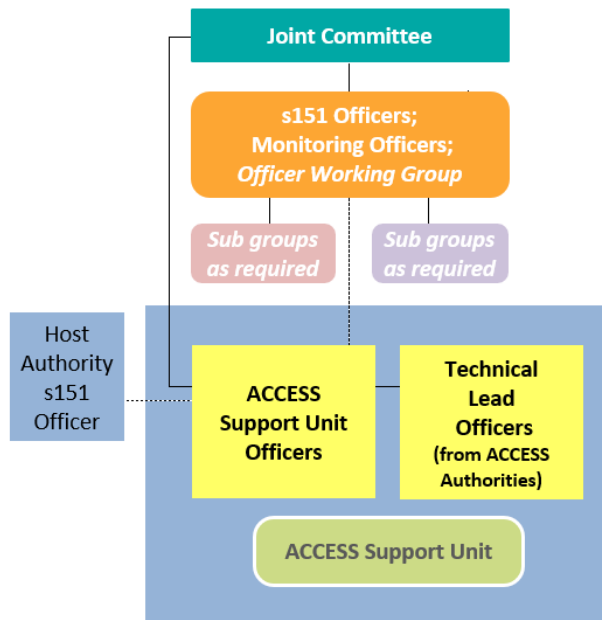 Joint Committee
s151 Officers;
Monitoring Officers;
Officer Working Group
Sub groups
as required
Sub groups
as required
Host
Authority
s151
Officer
ACCESS
Support Unit
Officers
Technical
Lead
Officers
(from ACCESS
Authorities)
ACCESS Support Unit